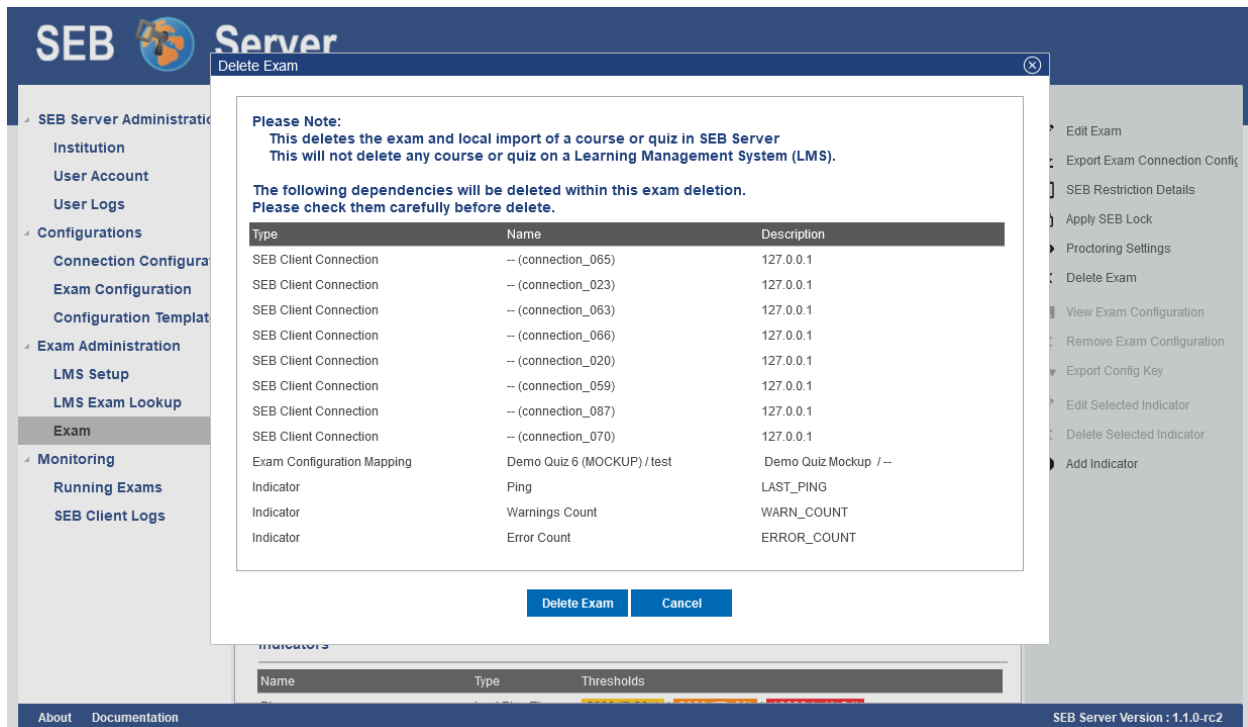 SEB Server
Delete Exam
SEB Server Administratio
Institution
User Account
User Logs
Configurations
Connection Configura
Exam Configuration
Configuration Templat
Exam Administration
LMS Setup
LMS Exam Lookup
Exam
Monitoring
Running Exams
SEB Client Logs
Please Note:
This deletes the exam and local import of a course or quiz in SEB Server
This will not delete any course or quiz on a Learning Management System (LMS).
The following dependencies will be deleted within this exam deletion.
Please check them carefully before delete.
Type Name Description
SEB Client Connection -- (connection_065) 127.0.0.1
SEB Client Connection -- (connection_023) 127.0.0.1
SEB Client Connection -- (connection_063) 127.0.0.1
SEB Client Connection -- (connection_066) 127.0.0.1
SEB Client Connection -- (connection_020) 127.0.0.1
SEB Client Connection -- (connection_059) 127.0.0.1
SEB Client Connection -- (connection_087) 127.0.0.1
SEB Client Connection -- (connection_070) 127.0.0.1
Exam Configuration Mapping Demo Quiz 6 (MOCKUP) / test Demo Quiz Mockup / --
Indicator Ping LAST_PING
Indicator Warnings Count WARN_COUNT
Indicator Error Count ERROR_COUNT
Delete Exam Cancel
Edit Exam
Export Exam Connection Config
SEB Restriction Details
Apply SEB Lock
Proctoring Settings
Delete Exam
View Exam Configuration
Remove Exam Configuration
Export Config Key
Edit Selected Indicator
Delete Selected Indicator
Add Indicator
Indicators
Name Type Thresholds
About Documentation
SEB Server Version : 1.1.0-rc2